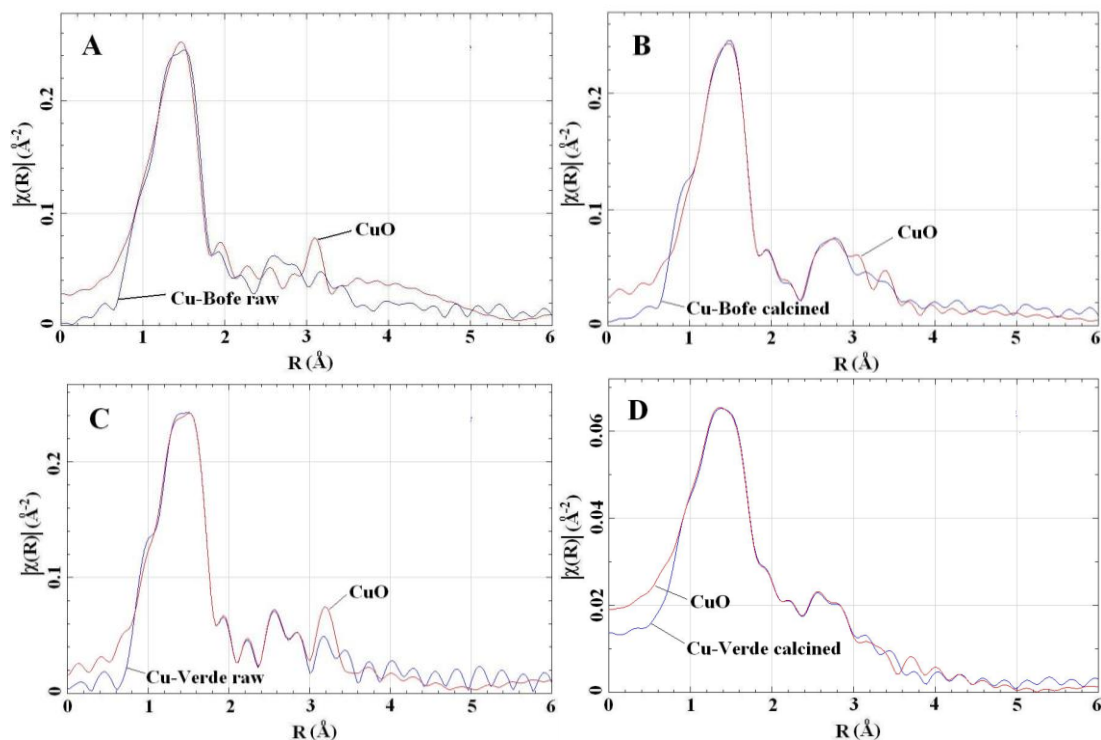 A
0.2
0.1
0
|χ(R)| (Å⁻²)
CuO
Cu-Bofe raw
0 1 2 3 4 5 6
R (Å)
B
0.2
0.1
0
|χ(R)| (Å⁻²)
CuO
Cu-Bofe calcined
0 1 2 3 4 5 6
R (Å)
C
0.2
0.1
0
|χ(R)| (Å⁻²)
CuO
Cu-Verde raw
0 1 2 3 4 5 6
R (Å)
D
0.06
0.04
0.02
0
|χ(R)| (Å⁻²)
CuO
Cu-Verde calcined
0 1 2 3 4 5 6
R (Å)